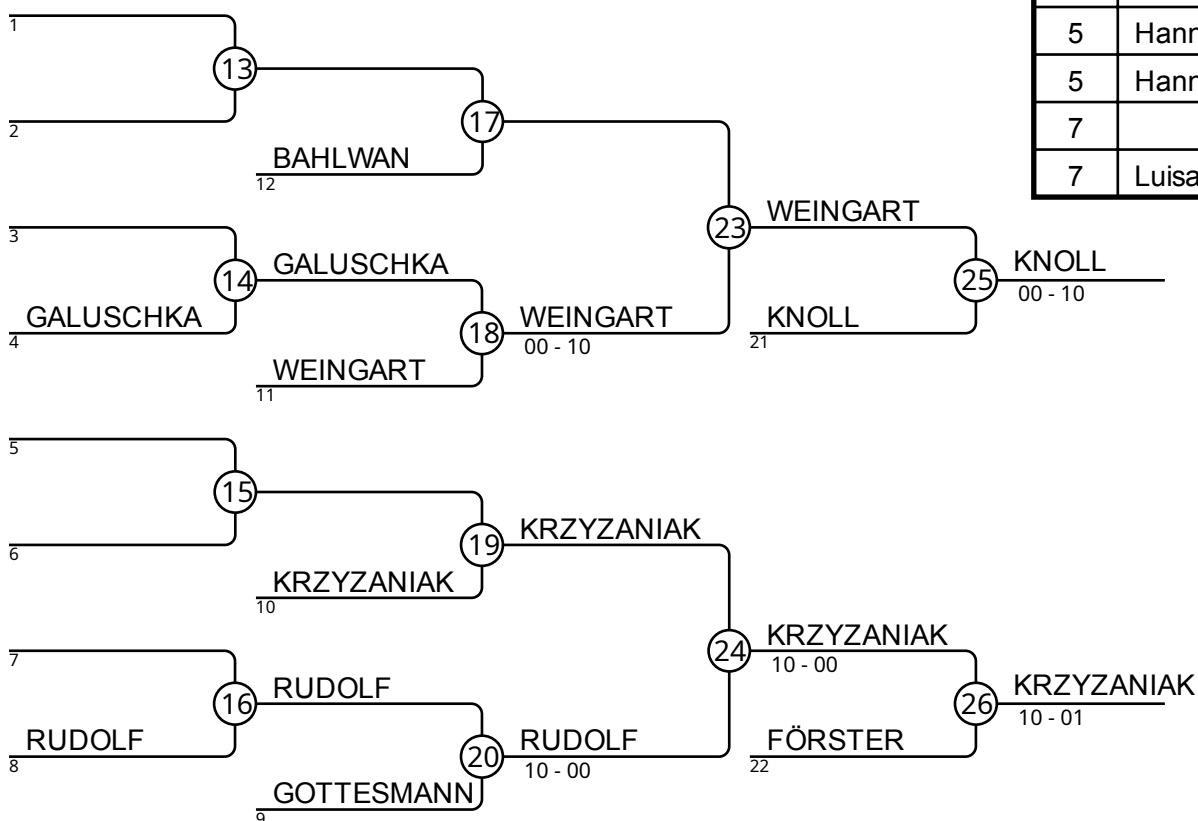 1
5 Hann
13
5 Hann
2
17
7
BAHLWAN
12
7 Luisa
3
WEINGART
23
14
GALUSCHKA
KNOLL
25
00 - 10
GALUSCHKA
4
18
WEINGART
00 - 10
KNOLL
21
WEINGART
11
5
15
6
KRZYZANIAK
19
KRZYZANIAK
10
7
24
KRZYZANIAK
10 - 00
16
RUDOLF
KRZYZANIAK
26
10 - 01
RUDOLF
8
20
RUDOLF
10 - 00
FÖRSTER
22
GOTTESMANN
9